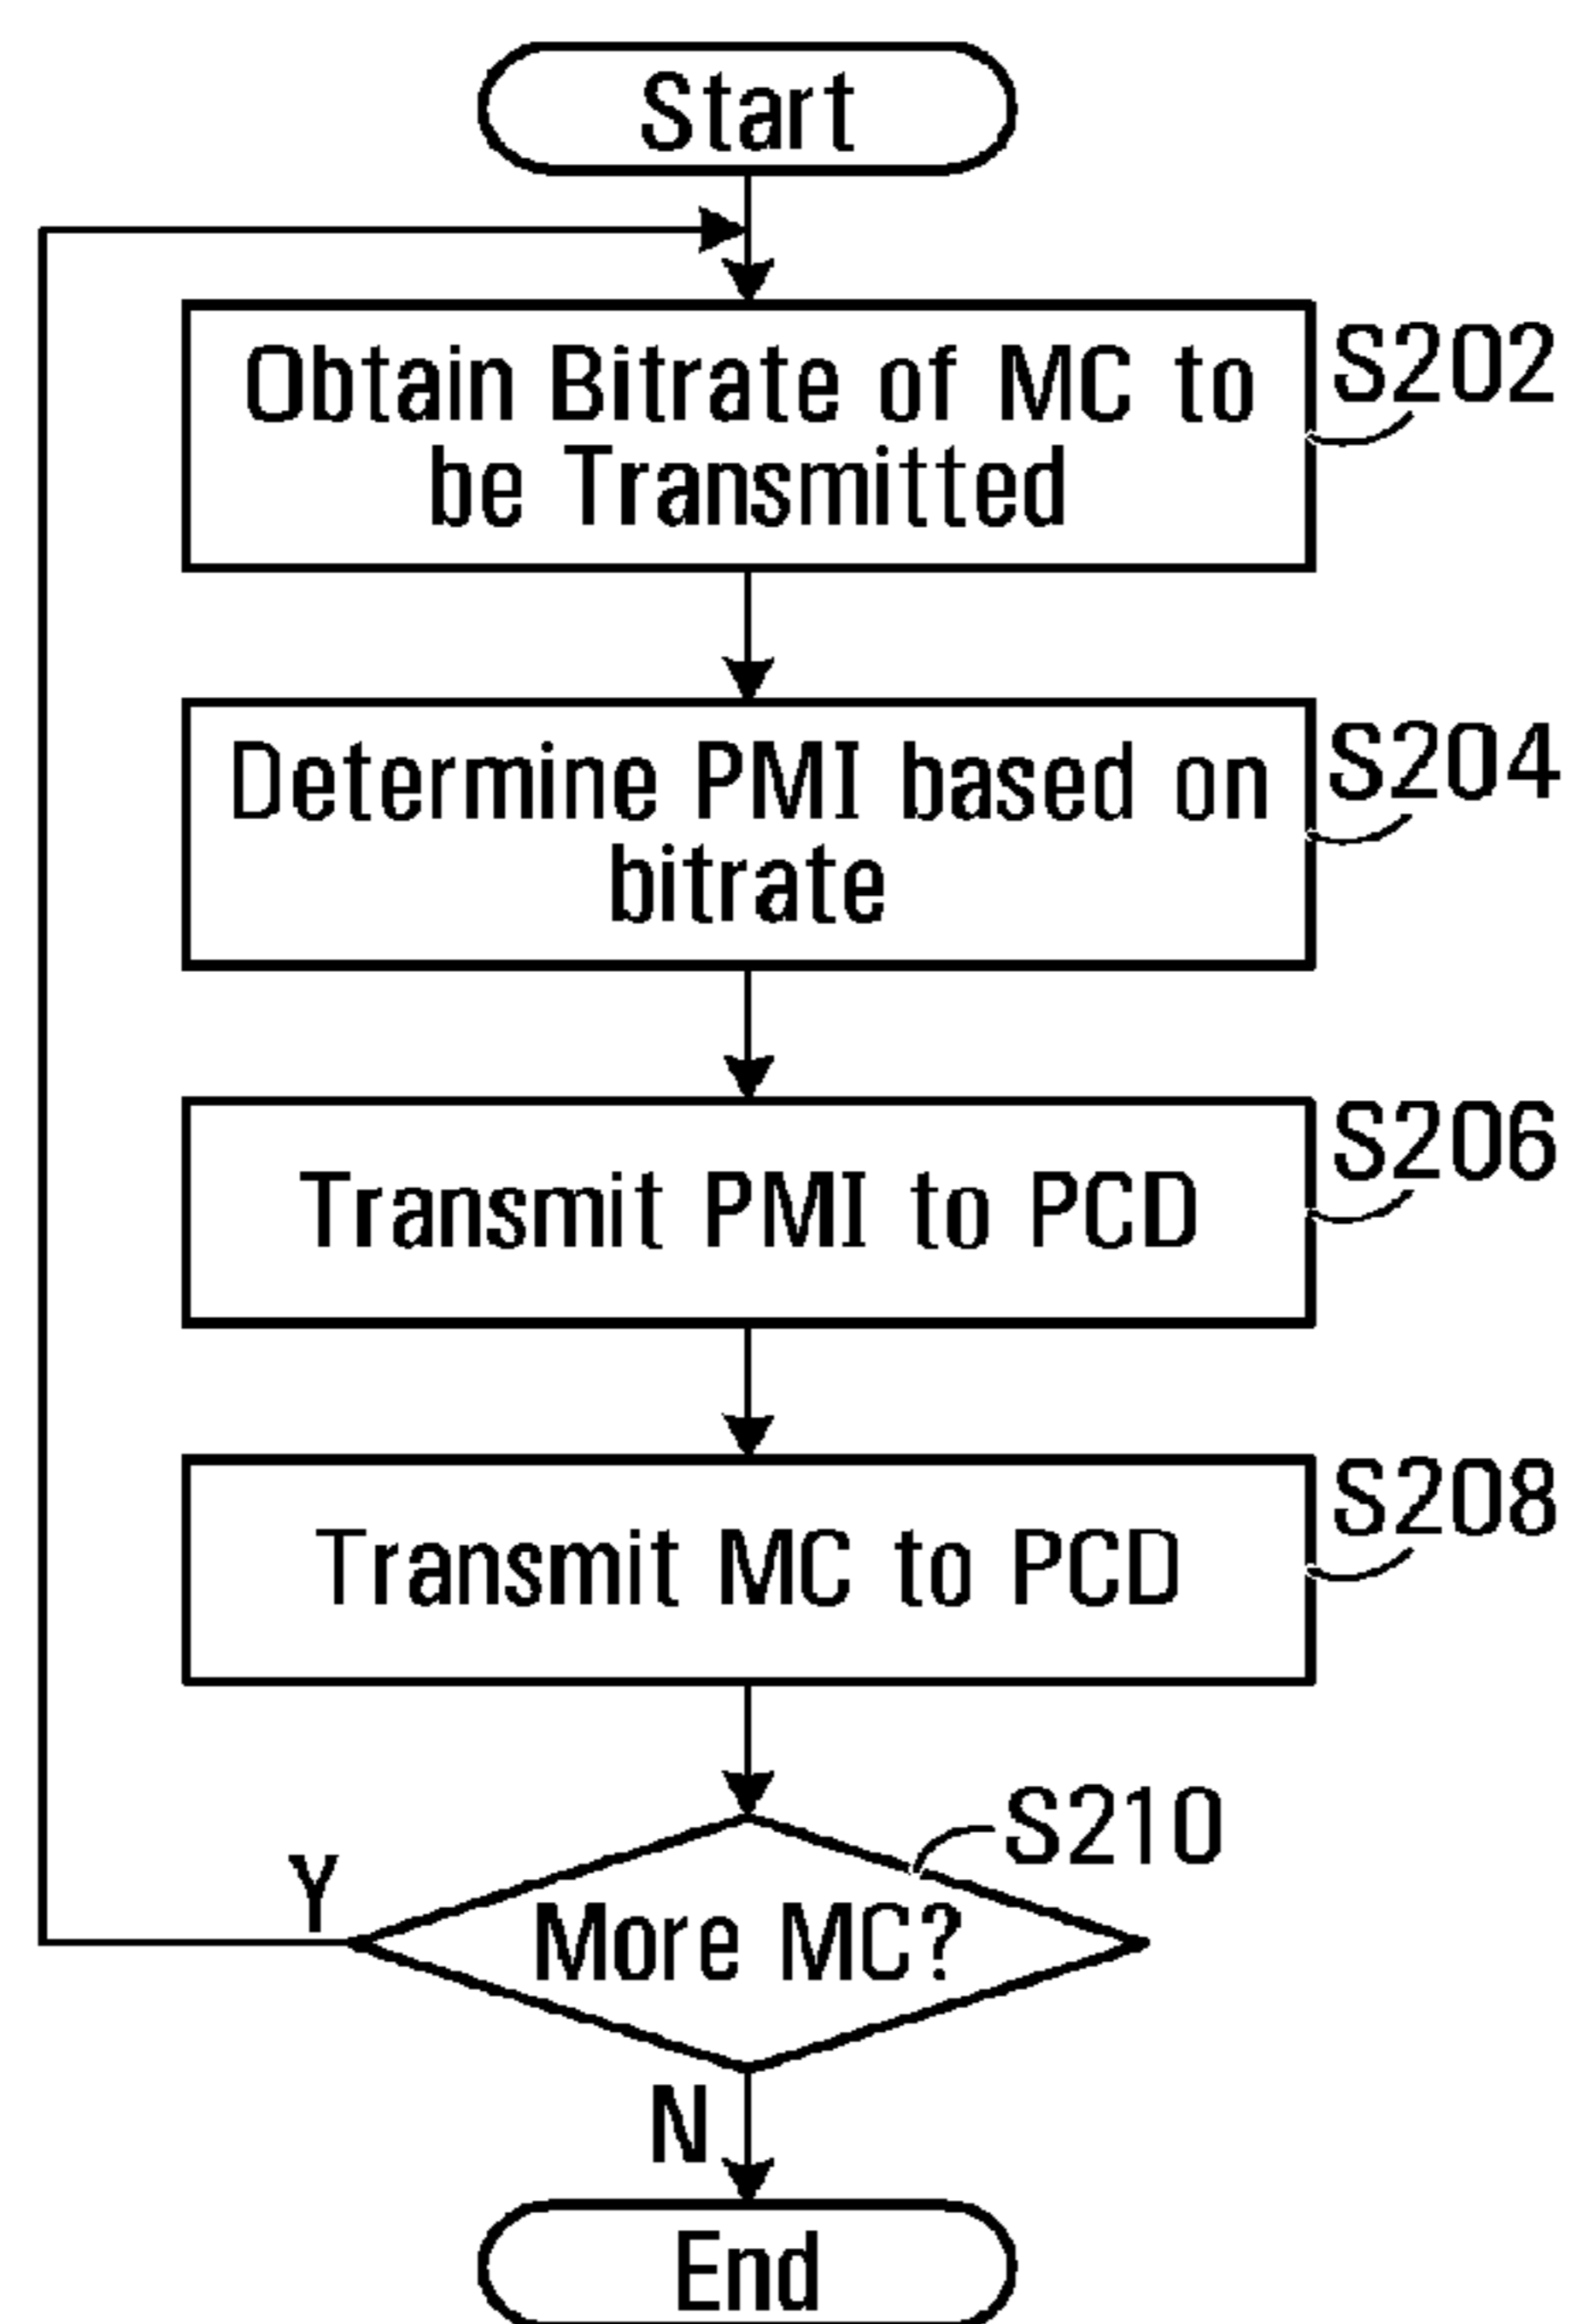 Start
Obtain Bitrate of MC to
be Transmitted
S202
Determine PMI based on
bitrate
S204
Transmit PMI to PCD
S206
Transmit MC to PCD
S208
S210
Y
More MC?
N
End